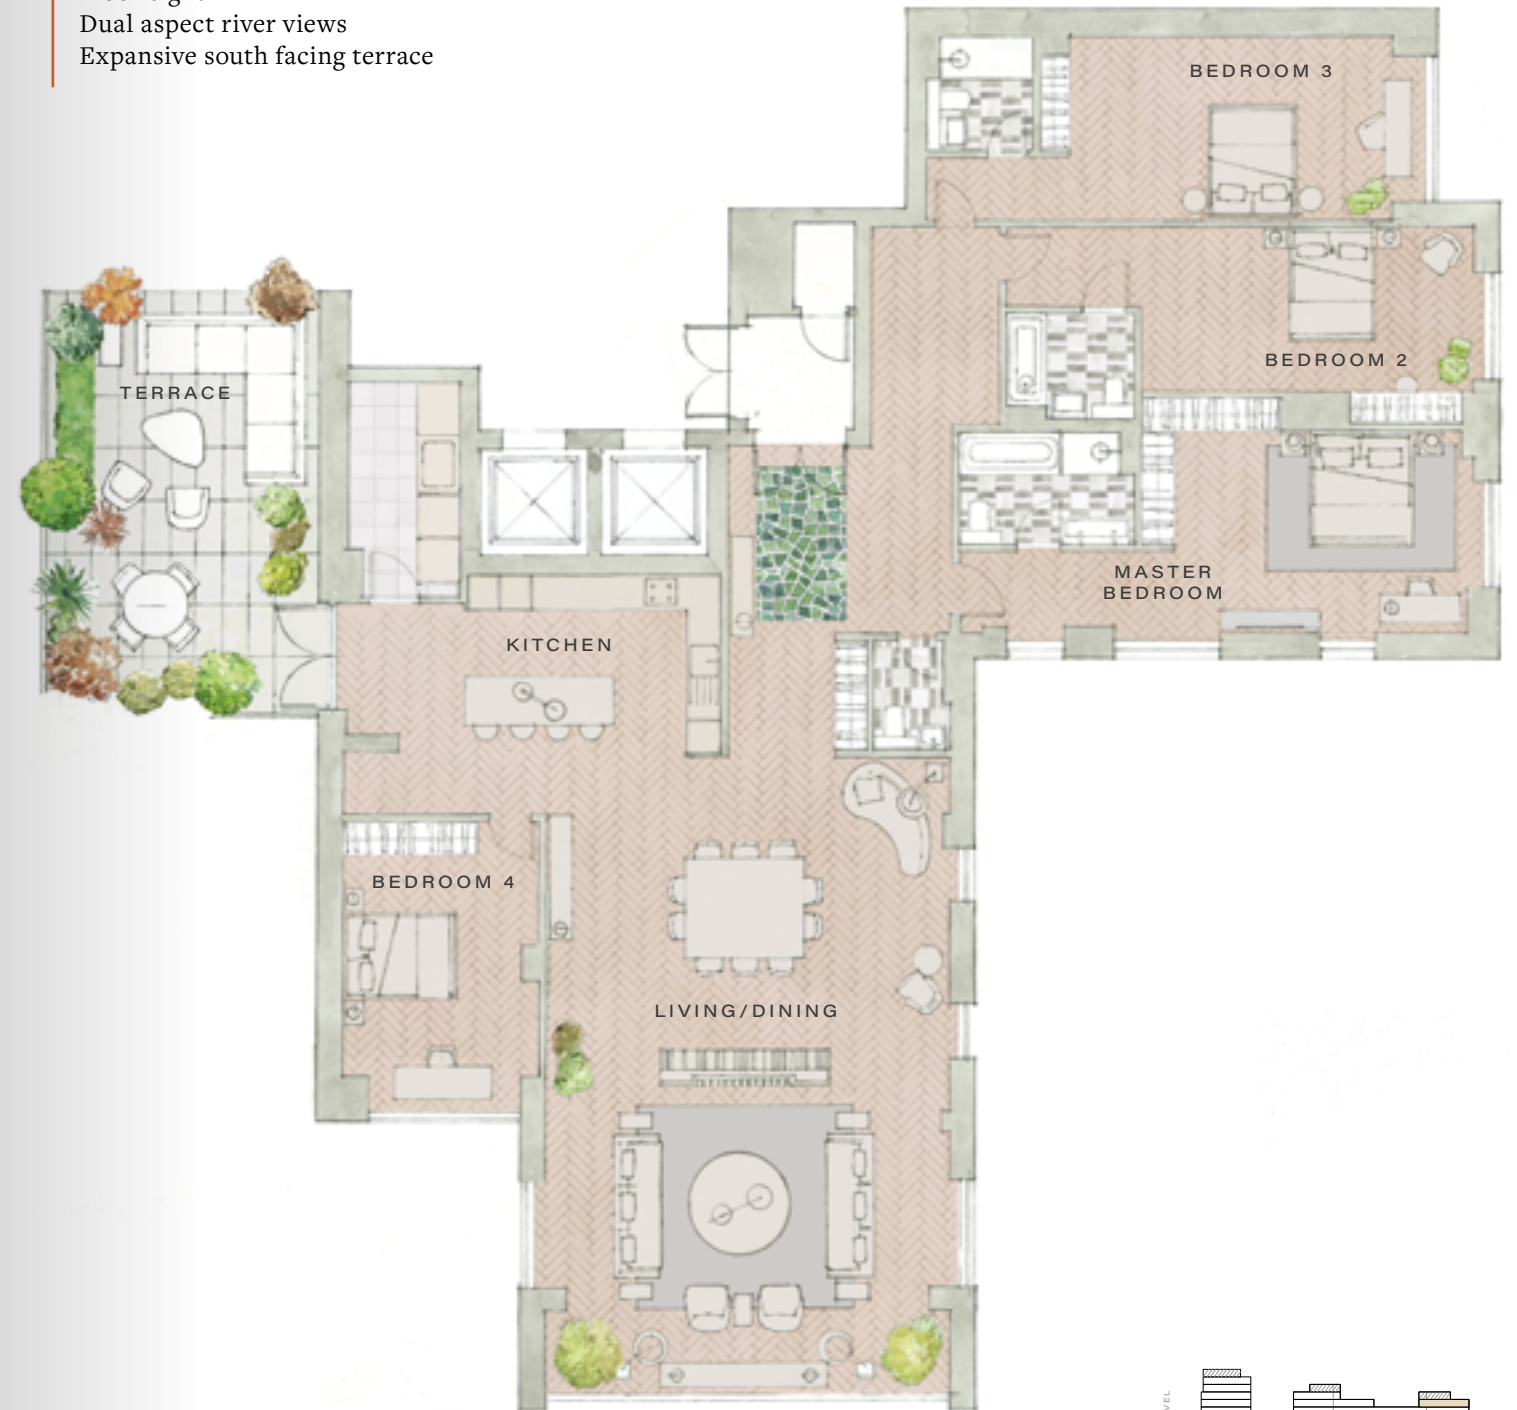 Dual aspect river views
Expansive south facing terrace
BEDROOM 3
BEDROOM 2
TERRACE
MASTER
BEDROOM
KITCHEN
BEDROOM 4
LIVING/DINING